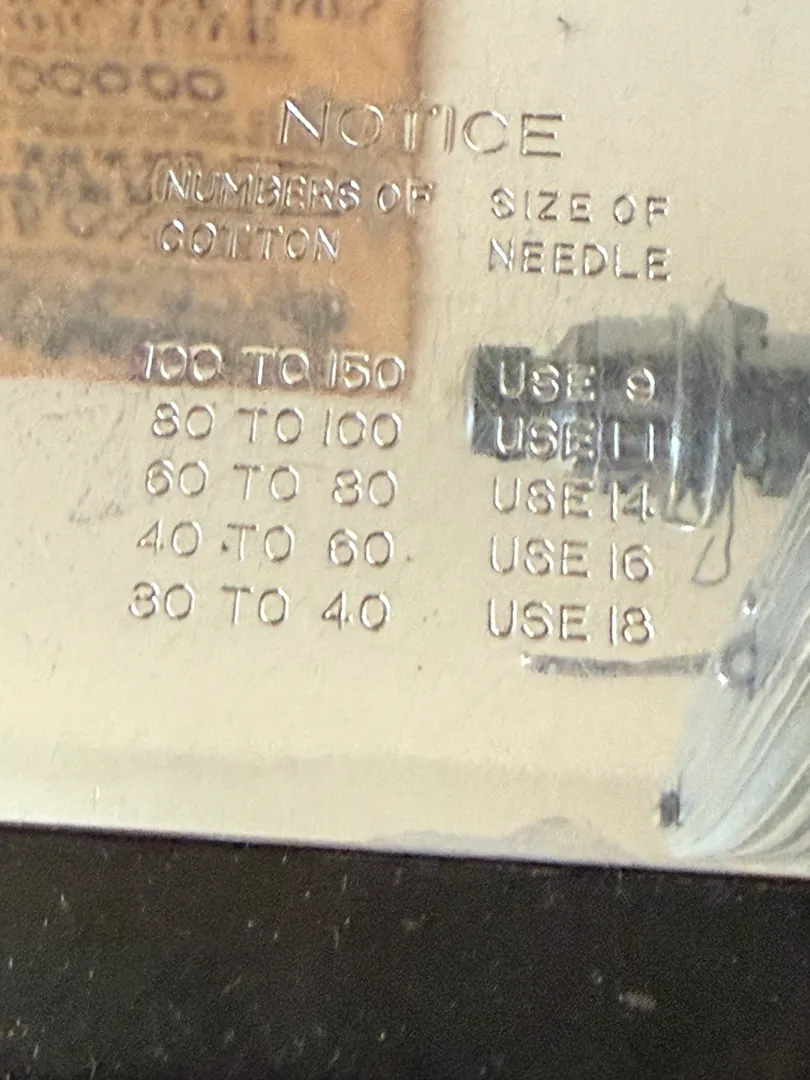 NOTICE
NUMBERS OF COTTON SIZE OF NEEDLE
100 TO 150 USE 9
80 TO 100 USE 11
60 TO 80 USE 14
40 TO 60 USE 16
30 TO 40 USE 18